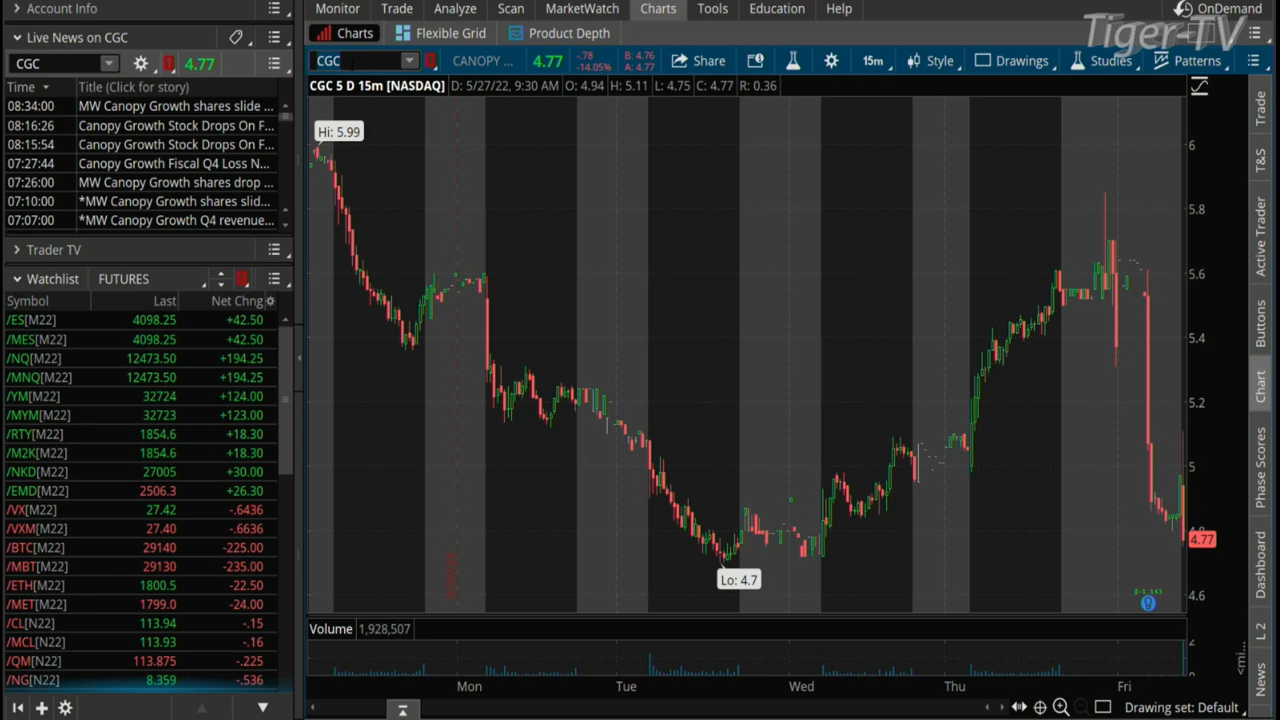 Account Info
Monitor Trade Analyze Scan MarketWatch Charts Tools Education Help
OnDemand
Tiger-TV
Live News on CGC
Charts Flexible Grid Product Depth
CGC 4.77
CGC CANOPY ... 4.77 -.78 -14.05% B: 4.76 A: 4.77 Share 15m Style Drawings Studies Patterns
Time Title (Click for story)
CGC 5 D 15m [NASDAQ] D: 5/27/22, 9:30 AM O: 4.94 H: 5.11 L: 4.75 C: 4.77 R: 0.36
08:34:00 MW Canopy Growth shares slide ...
08:16:26 Canopy Growth Stock Drops On F...
08:15:54 Canopy Growth Stock Drops On F...
07:27:44 Canopy Growth Fiscal Q4 Loss N...
07:26:00 MW Canopy Growth shares drop ...
07:10:00 *MW Canopy Growth shares slid...
07:07:00 *MW Canopy Growth Q4 revenue...
Trader TV
Watchlist FUTURES
Symbol Last Net Chng
/ES[M22] 4098.25 +42.50
/MES[M22] 4098.25 +42.50
/NQ[M22] 12473.50 +194.25
/MNQ[M22] 12473.50 +194.25
/YM[M22] 32724 +124.00
/MYM[M22] 32723 +123.00
/RTY[M22] 1854.6 +18.30
/M2K[M22] 1854.6 +18.30
/NKD[M22] 27005 +30.00
/EMD[M22] 2506.3 +26.30
/VX[M22] 27.42 -.6436
/VXM[M22] 27.40 -.6636
/BTC[M22] 29140 -225.00
/MBT[M22] 29130 -235.00
/ETH[M22] 1800.5 -22.50
/MET[M22] 1799.0 -24.00
/CL[N22] 113.94 -.15
/MCL[N22] 113.93 -.16
/QM[N22] 113.875 -.225
/NG[N22] 8.359 -.536
Hi: 5.99
Lo: 4.7
6
5.8
5.6
5.4
5.2
5
4.77
4.6
Volume 1,928,507
2
Mon Tue Wed Thu Fri
Drawing set: Default
Trade
T&S
Active Trader
Buttons
Chart
Phase Scores
Dashboard
L 2
News